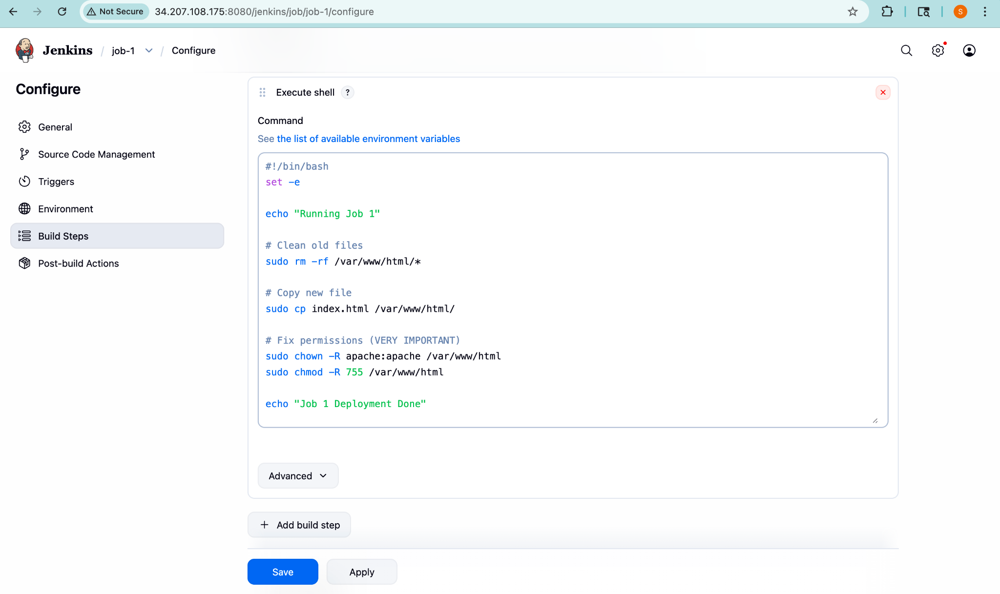 Not Secure
34.207.108.175:8080/jenkins/job/job-1/configure
S
Jenkins / job-1 / Configure
Configure
General
Source Code Management
Triggers
Environment
Build Steps
Post-build Actions
Execute shell ?
Command
See the list of available environment variables
#!/bin/bash
set -e
echo "Running Job 1"
# Clean old files
sudo rm -rf /var/www/html/*
# Copy new file
sudo cp index.html /var/www/html/
# Fix permissions (VERY IMPORTANT)
sudo chown -R apache:apache /var/www/html
sudo chmod -R 755 /var/www/html
echo "Job 1 Deployment Done"
Advanced
+ Add build step
Save
Apply